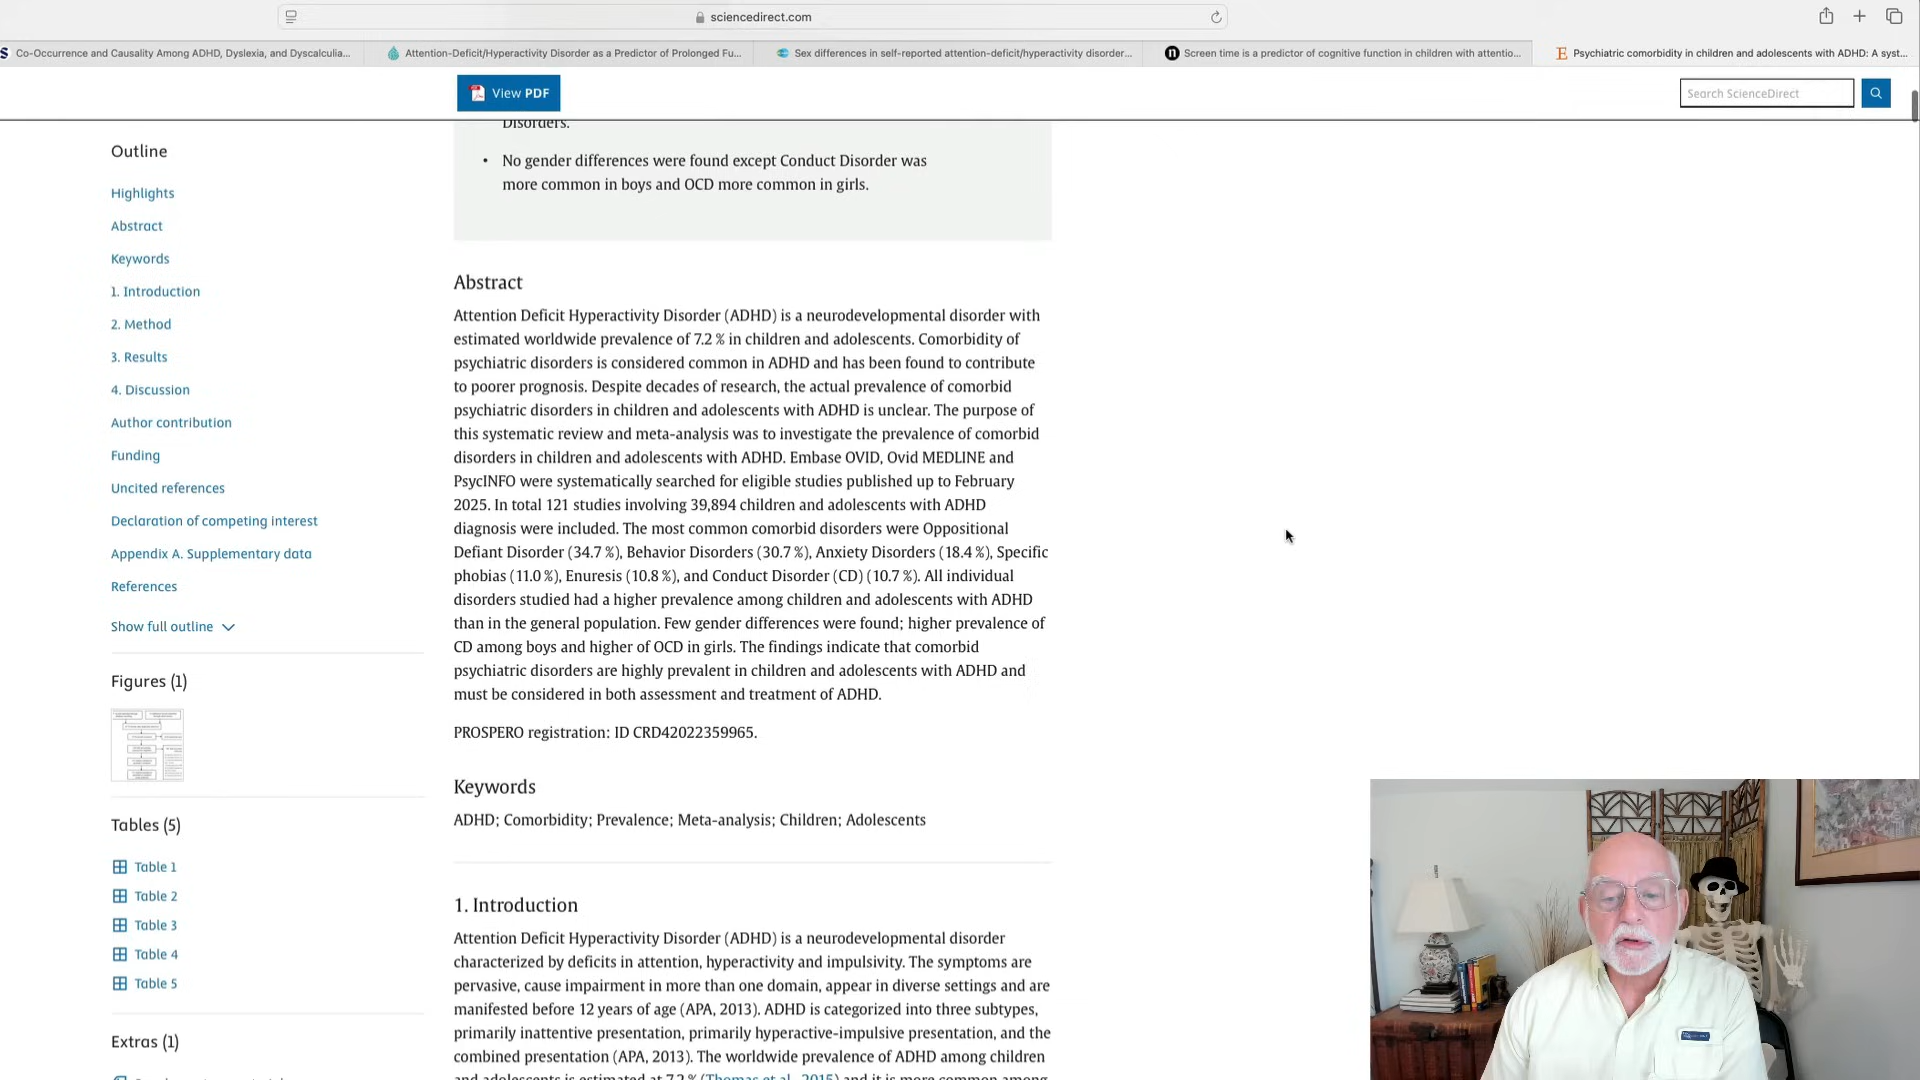 sciencedirect.com
Co-Occurrence and Causality Among ADHD, Dyslexia, and Dyscalculia...
Attention-Deficit/Hyperactivity Disorder as a Predictor of Prolonged Fu...
Sex differences in self-reported attention-deficit/hyperactivity disorder...
Screen time is a predictor of cognitive function in children with attentio...
Psychiatric comorbidity in children and adolescents with ADHD: A syst...
View PDF
Search ScienceDirect
Outline
Highlights
Abstract
Keywords
1. Introduction
2. Method
3. Results
4. Discussion
Author contribution
Funding
Uncited references
Declaration of competing interest
Appendix A. Supplementary data
References
Show full outline
Figures (1)
Tables (5)
Table 1
Table 2
Table 3
Table 4
Table 5
Extras (1)
Disorders.
• No gender differences were found except Conduct Disorder was
more common in boys and OCD more common in girls.
Abstract
Attention Deficit Hyperactivity Disorder (ADHD) is a neurodevelopmental disorder with
estimated worldwide prevalence of 7.2 % in children and adolescents. Comorbidity of
psychiatric disorders is considered common in ADHD and has been found to contribute
to poorer prognosis. Despite decades of research, the actual prevalence of comorbid
psychiatric disorders in children and adolescents with ADHD is unclear. The purpose of
this systematic review and meta-analysis was to investigate the prevalence of comorbid
disorders in children and adolescents with ADHD. Embase OVID, Ovid MEDLINE and
PsycINFO were systematically searched for eligible studies published up to February
2025. In total 121 studies involving 39,894 children and adolescents with ADHD
diagnosis were included. The most common comorbid disorders were Oppositional
Defiant Disorder (34.7 %), Behavior Disorders (30.7 %), Anxiety Disorders (18.4 %), Specific
phobias (11.0 %), Enuresis (10.8 %), and Conduct Disorder (CD) (10.7 %). All individual
disorders studied had a higher prevalence among children and adolescents with ADHD
than in the general population. Few gender differences were found; higher prevalence of
CD among boys and higher of OCD in girls. The findings indicate that comorbid
psychiatric disorders are highly prevalent in children and adolescents with ADHD and
must be considered in both assessment and treatment of ADHD.
PROSPERO registration: ID CRD42022359965.
Keywords
ADHD; Comorbidity; Prevalence; Meta-analysis; Children; Adolescents
1. Introduction
Attention Deficit Hyperactivity Disorder (ADHD) is a neurodevelopmental disorder
characterized by deficits in attention, hyperactivity and impulsivity. The symptoms are
pervasive, cause impairment in more than one domain, appear in diverse settings and are
manifested before 12 years of age (APA, 2013). ADHD is categorized into three subtypes,
primarily inattentive presentation, primarily hyperactive-impulsive presentation, and the
combined presentation (APA, 2013). The worldwide prevalence of ADHD among children
and adolescents is estimated at 7.2 % (Thomas et al., 2015) and it is more common among